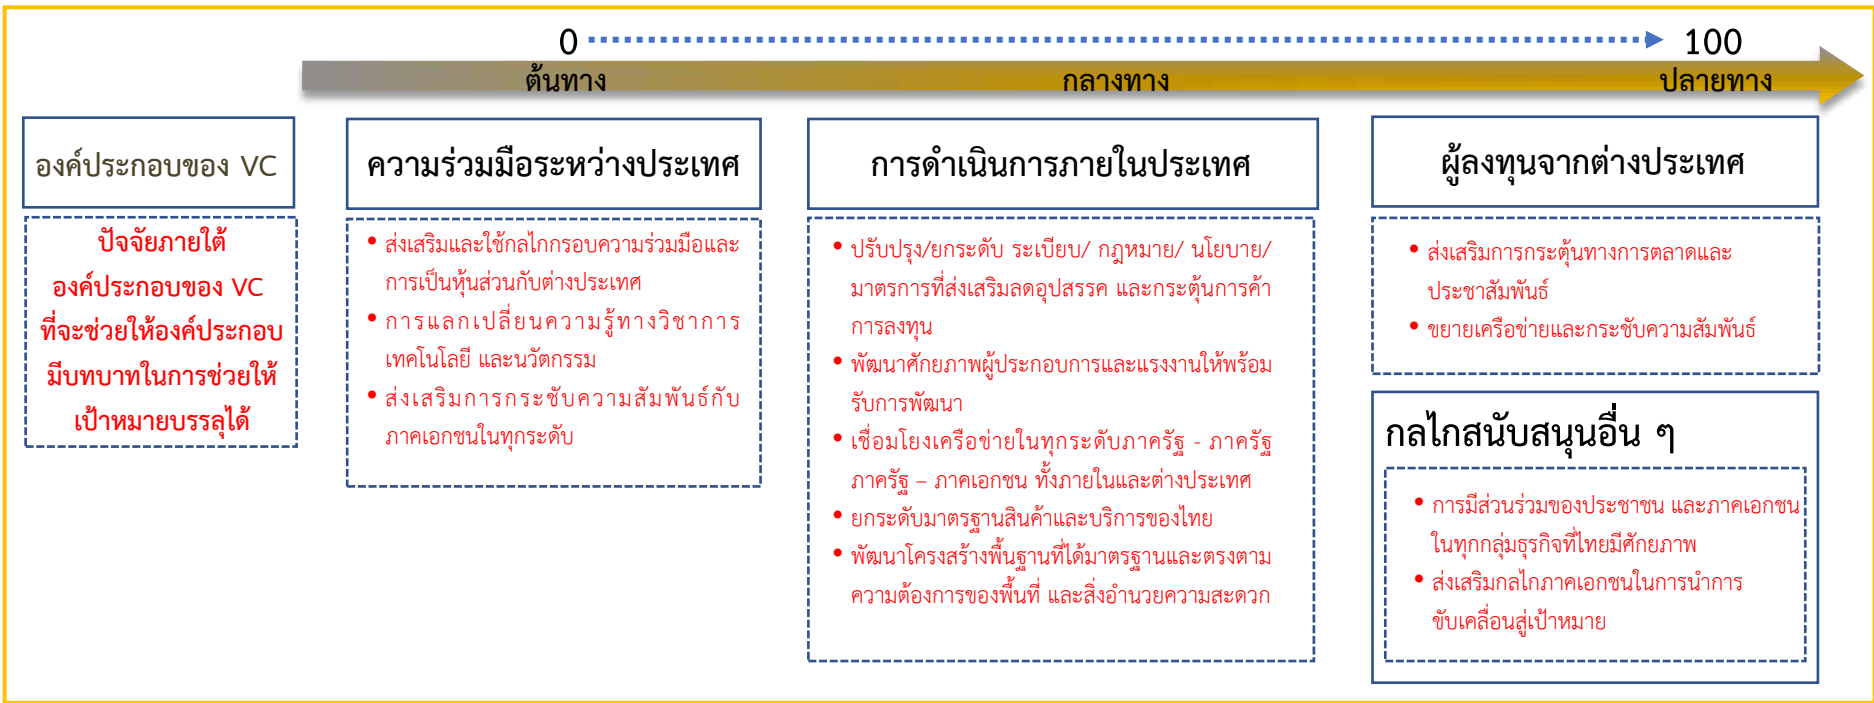 0 100
ต้นทาง กลางทาง ปลายทาง
องค์ประกอบของ VC
ปัจจัยภายใต้
องค์ประกอบของ VC
ที่จะช่วยให้องค์ประกอบ
มีบทบาทในการช่วยให้
เป้าหมายบรรลุได้
ความร่วมมือระหว่างประเทศ
• ส่งเสริมและใช้กลไกกรอบความร่วมมือและ
การเป็นหุ้นส่วนกับต่างประเทศ
• การแลกเปลี่ยนความรู้ทางวิชาการ
เทคโนโลยี และนวัตกรรม
• ส่งเสริมการกระชับความสัมพันธ์กับ
ภาคเอกชนในทุกระดับ
การดำเนินการภายในประเทศ
• ปรับปรุง/ยกระดับ ระเบียบ/ กฎหมาย/ นโยบาย/
มาตรการที่ส่งเสริมลดอุปสรรค และกระตุ้นการค้า
การลงทุน
• พัฒนาศักยภาพผู้ประกอบการและแรงงานให้พร้อม
รับการพัฒนา
• เชื่อมโยงเครือข่ายในทุกระดับภาครัฐ - ภาครัฐ
ภาครัฐ – ภาคเอกชน ทั้งภายในและต่างประเทศ
• ยกระดับมาตรฐานสินค้าและบริการของไทย
• พัฒนาโครงสร้างพื้นฐานที่ได้มาตรฐานและตรงตาม
ความต้องการของพื้นที่ และสิ่งอำนวยความสะดวก
ผู้ลงทุนจากต่างประเทศ
• ส่งเสริมการกระตุ้นทางการตลาดและ
ประชาสัมพันธ์
• ขยายเครือข่ายและกระชับความสัมพันธ์
กลไกสนับสนุนอื่น ๆ
• การมีส่วนร่วมของประชาชน และภาคเอกชน
ในทุกกลุ่มธุรกิจที่ไทยมีศักยภาพ
• ส่งเสริมกลไกภาคเอกชนในการนำการ
ขับเคลื่อนสู่เป้าหมาย